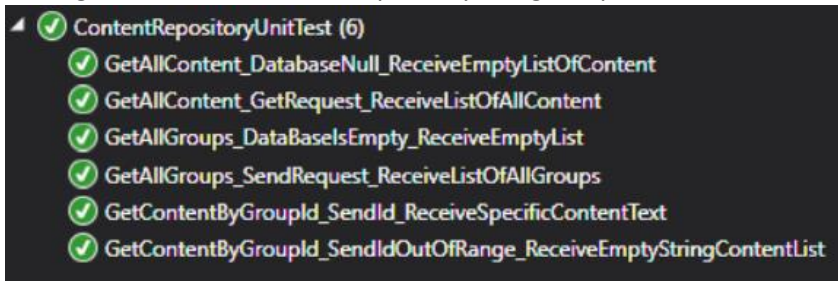 ContentRepositoryUnitTest (6)
GetAllContent_DatabaseNull_ReceiveEmptyListOfContent
GetAllContent_GetRequest_ReceiveListOfAllContent
GetAllGroups_DataBaseIsEmpty_ReceiveEmptyList
GetAllGroups_SendRequest_ReceiveListOfAllGroups
GetContentByGroupId_SendId_ReceiveSpecificContentText
GetContentByGroupId_SendIdOutOfRange_ReceiveEmptyStringContentList